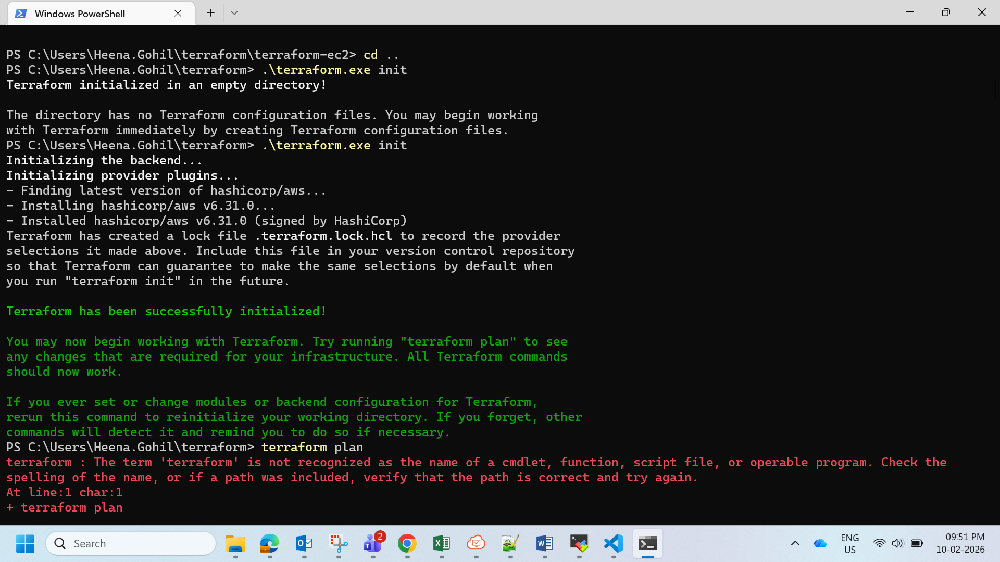 Windows PowerShell
PS C:\Users\Heena.Gohil\terraform\terraform-ec2> cd ..
PS C:\Users\Heena.Gohil\terraform> .\terraform.exe init
Terraform initialized in an empty directory!
The directory has no Terraform configuration files. You may begin working
with Terraform immediately by creating Terraform configuration files.
PS C:\Users\Heena.Gohil\terraform> .\terraform.exe init
Initializing the backend...
Initializing provider plugins...
- Finding latest version of hashicorp/aws...
- Installing hashicorp/aws v6.31.0...
- Installed hashicorp/aws v6.31.0 (signed by HashiCorp)
Terraform has created a lock file .terraform.lock.hcl to record the provider
selections it made above. Include this file in your version control repository
so that Terraform can guarantee to make the same selections by default when
you run "terraform init" in the future.
Terraform has been successfully initialized!
You may now begin working with Terraform. Try running "terraform plan" to see
any changes that are required for your infrastructure. All Terraform commands
should now work.
If you ever set or change modules or backend configuration for Terraform,
rerun this command to reinitialize your working directory. If you forget, other
commands will detect it and remind you to do so if necessary.
PS C:\Users\Heena.Gohil\terraform> terraform plan
terraform : The term 'terraform' is not recognized as the name of a cmdlet, function, script file, or operable program. Check the
spelling of the name, or if a path was included, verify that the path is correct and try again.
At line:1 char:1
+ terraform plan
Search
2
ENG
US
09:51 PM
10-02-2026